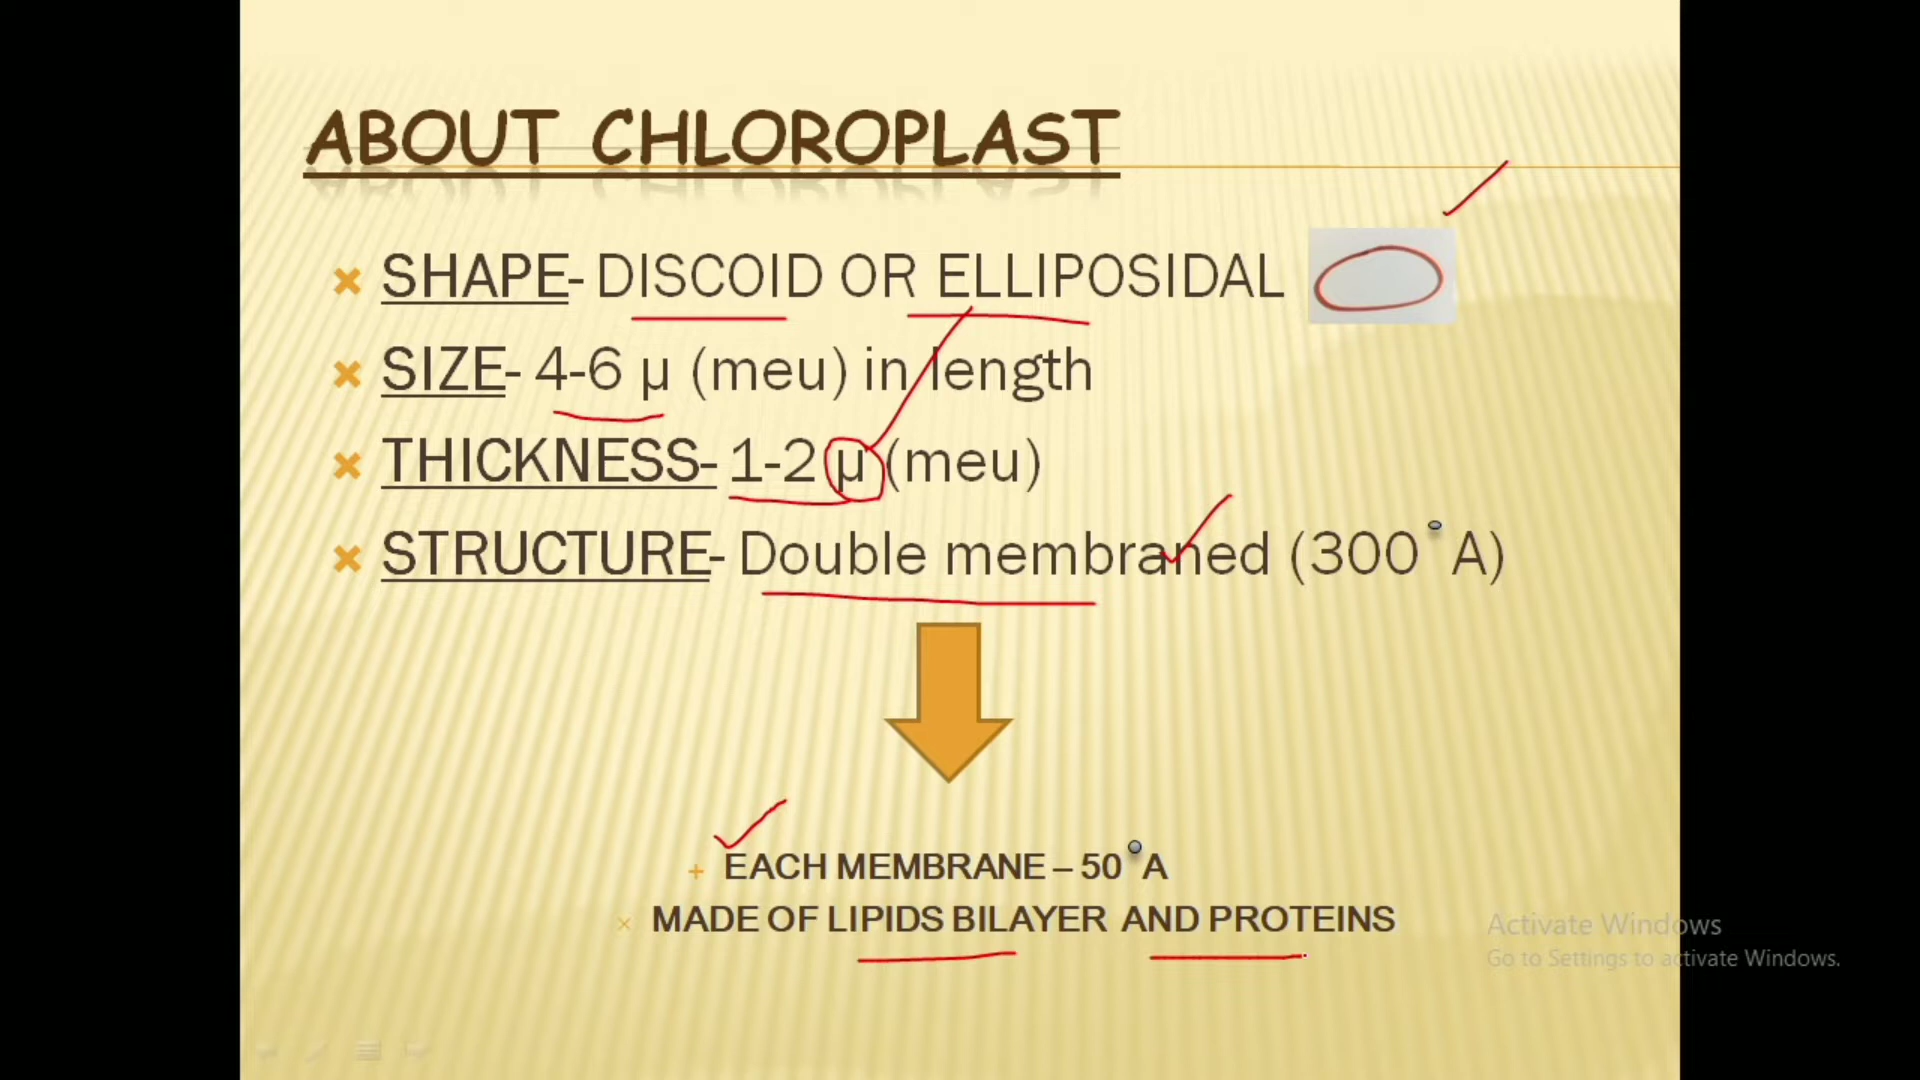 ABOUT CHLOROPLAST
SHAPE- DISCOID OR ELLIPOSIDAL
SIZE- 4-6 µ (meu) in length
THICKNESS- 1-2 µ (meu)
STRUCTURE- Double membraned (300°A)
EACH MEMBRANE – 50°A
MADE OF LIPIDS BILAYER AND PROTEINS
Activate Windows
Go to Settings to activate Windows.